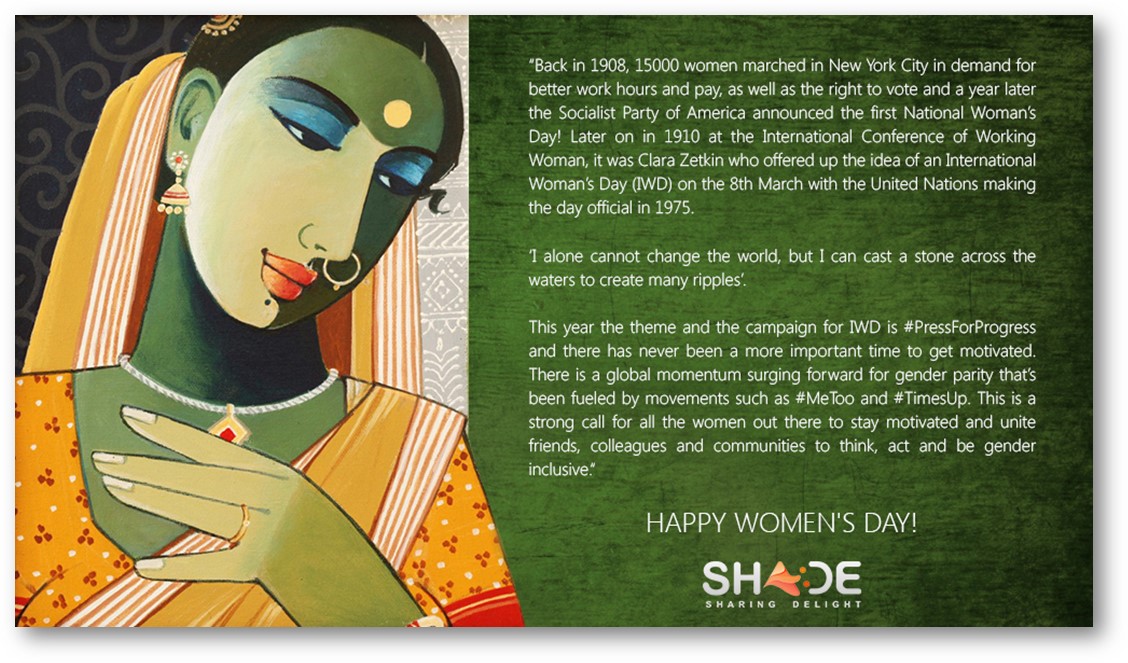 “Back in 1908, 15000 women marched in New York City in demand for
better work hours and pay, as well as the right to vote and a year later
the Socialist Party of America announced the first National Woman's
Day! Later on in 1910 at the International Conference of Working
Woman, it was Clara Zetkin who offered up the idea of an International
Woman's Day (IWD) on the 8th March with the United Nations making
the day official in 1975.
'I alone cannot change the world, but I can cast a stone across the
waters to create many ripples'.
This year the theme and the campaign for IWD is #PressForProgress
and there has never been a more important time to get motivated.
There is a global momentum surging forward for gender parity that's
been fueled by movements such as #MeToo and #TimesUp. This is a
strong call for all the women out there to stay motivated and unite
friends, colleagues and communities to think, act and be gender
inclusive.“
HAPPY WOMEN'S DAY!
SHADE
SHARING DELIGHT